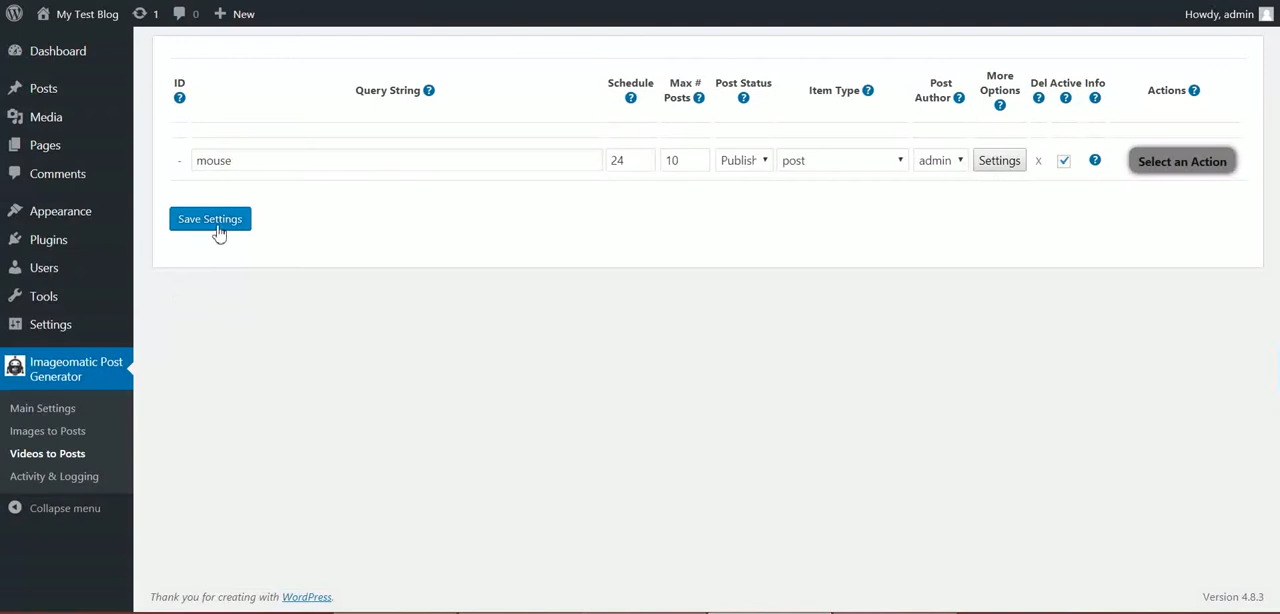 My Test Blog 1 0 + New Howdy, admin
Dashboard
Posts
Media
Pages
Comments
Appearance
Plugins
Users
Tools
Settings
Imageomatic Post
Generator
Main Settings
Images to Posts
Videos to Posts
Activity & Logging
Collapse menu
ID ?
Query String ?
Schedule ?
Max #
Posts ?
Post Status ?
Item Type ?
Post
Author ?
More
Options ?
Del ?
Active ?
Info ?
Actions ?
- mouse 24 10 Publish post admin Settings X ? Select an Action
Save Settings
Thank you for creating with WordPress. Version 4.8.3